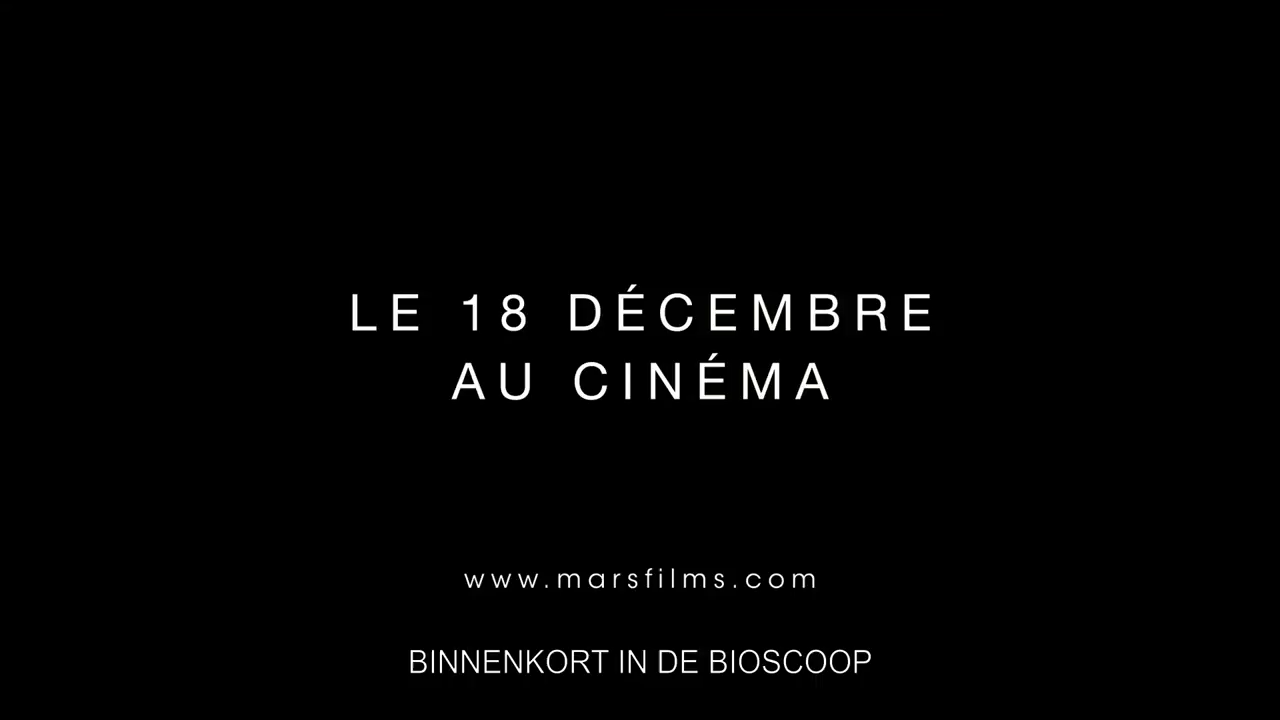 LE 18 DÉCEMBRE
AU CINÉMA
www.marsfilms.com
BINNENKORT IN DE BIOSCOOP